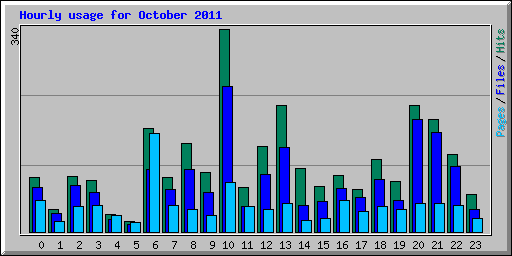 Hourly usage for October 2011
340
Pages/Files/Hits
0 1 2 3 4 5 6 7 8 9 10 11 12 13 14 15 16 17 18 19 20 21 22 23